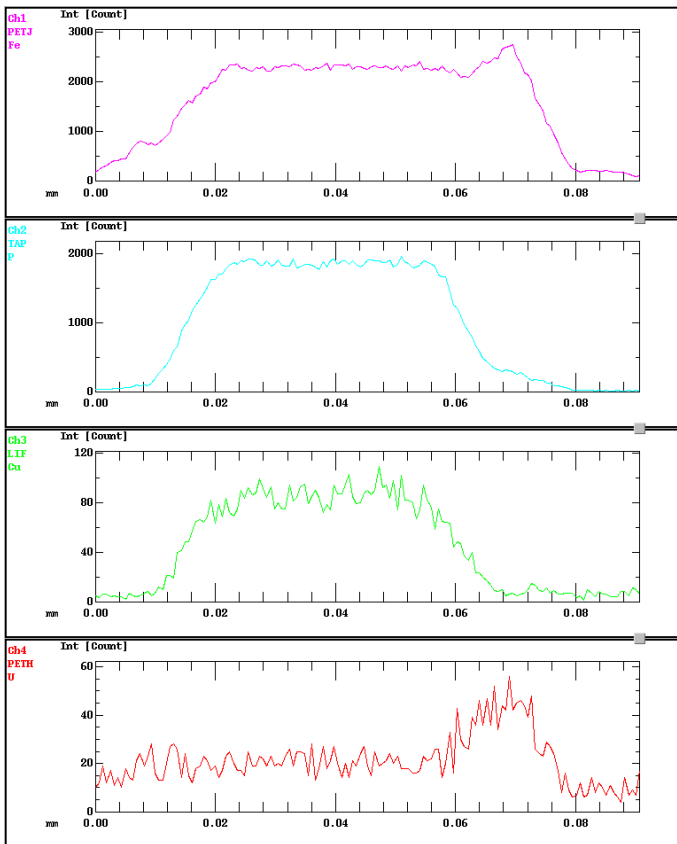 Ch1 Int [Count]
PETJ 3000
Fe
2000
1000
0
mm 0.00 0.02 0.04 0.06 0.08
Ch2 Int [Count]
TAP 2000
P
1000
0
mm 0.00 0.02 0.04 0.06 0.08
Ch3 Int [Count]
LIF 120
Cu
80
40
0
mm 0.00 0.02 0.04 0.06 0.08
Ch4 Int [Count]
PETH 60
U
40
20
0
mm 0.00 0.02 0.04 0.06 0.08